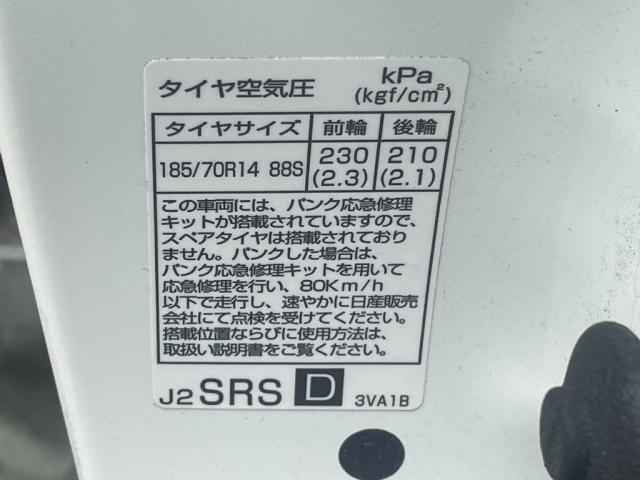 タイヤ空気圧 kPa
(kgf/cm²)
タイヤサイズ 前輪 後輪
185/70R14 88S 230 210
(2.3) (2.1)
この車両には、パンク応急修理
キットが搭載されていますので、
スペアタイヤは搭載されており
ません。パンクした場合は、
パンク応急修理キットを用いて
応急修理を行い、80Km/h
以下で走行し、速やかに日産販売
会社にて点検を受けてください。
搭載位置ならびに使用方法は、
取扱い説明書をご覧ください。
J2 SRS D 3VA1B